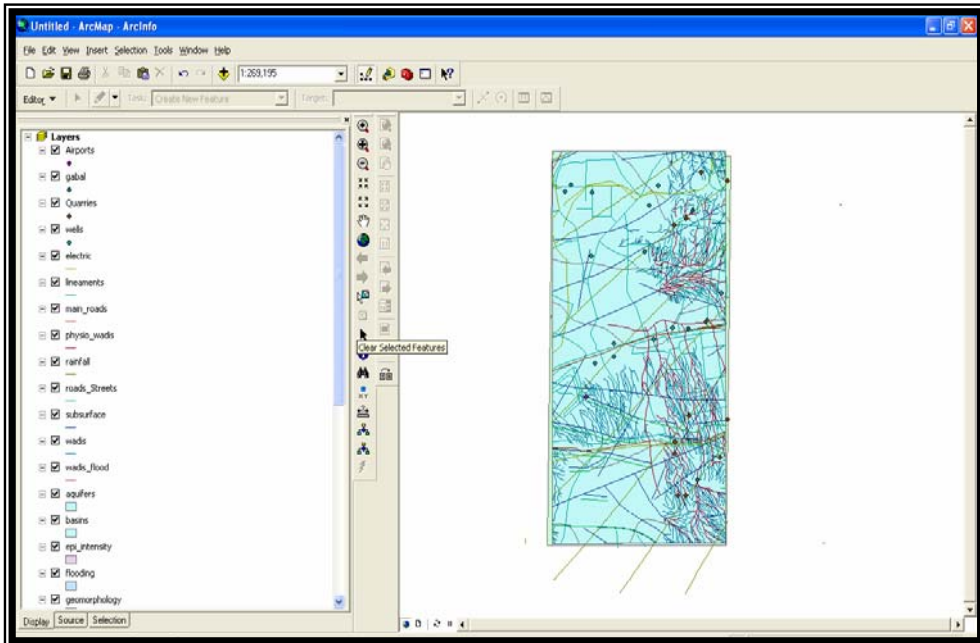 Untitled - ArcMap - ArcInfo
File Edit View Insert Selection Tools Window Help
1:269,195
Editor Task: Create New Feature Target:
Layers
Airports
gabal
Quarries
wells
electric
lineaments
main_roads
physio_wadis
rainfall
roads_Streets
subsurface
wadis
wadis_flood
aquifers
basins
epi_intensity
flooding
geomorphology
XY
Clear Selected Features
Display Source Selection